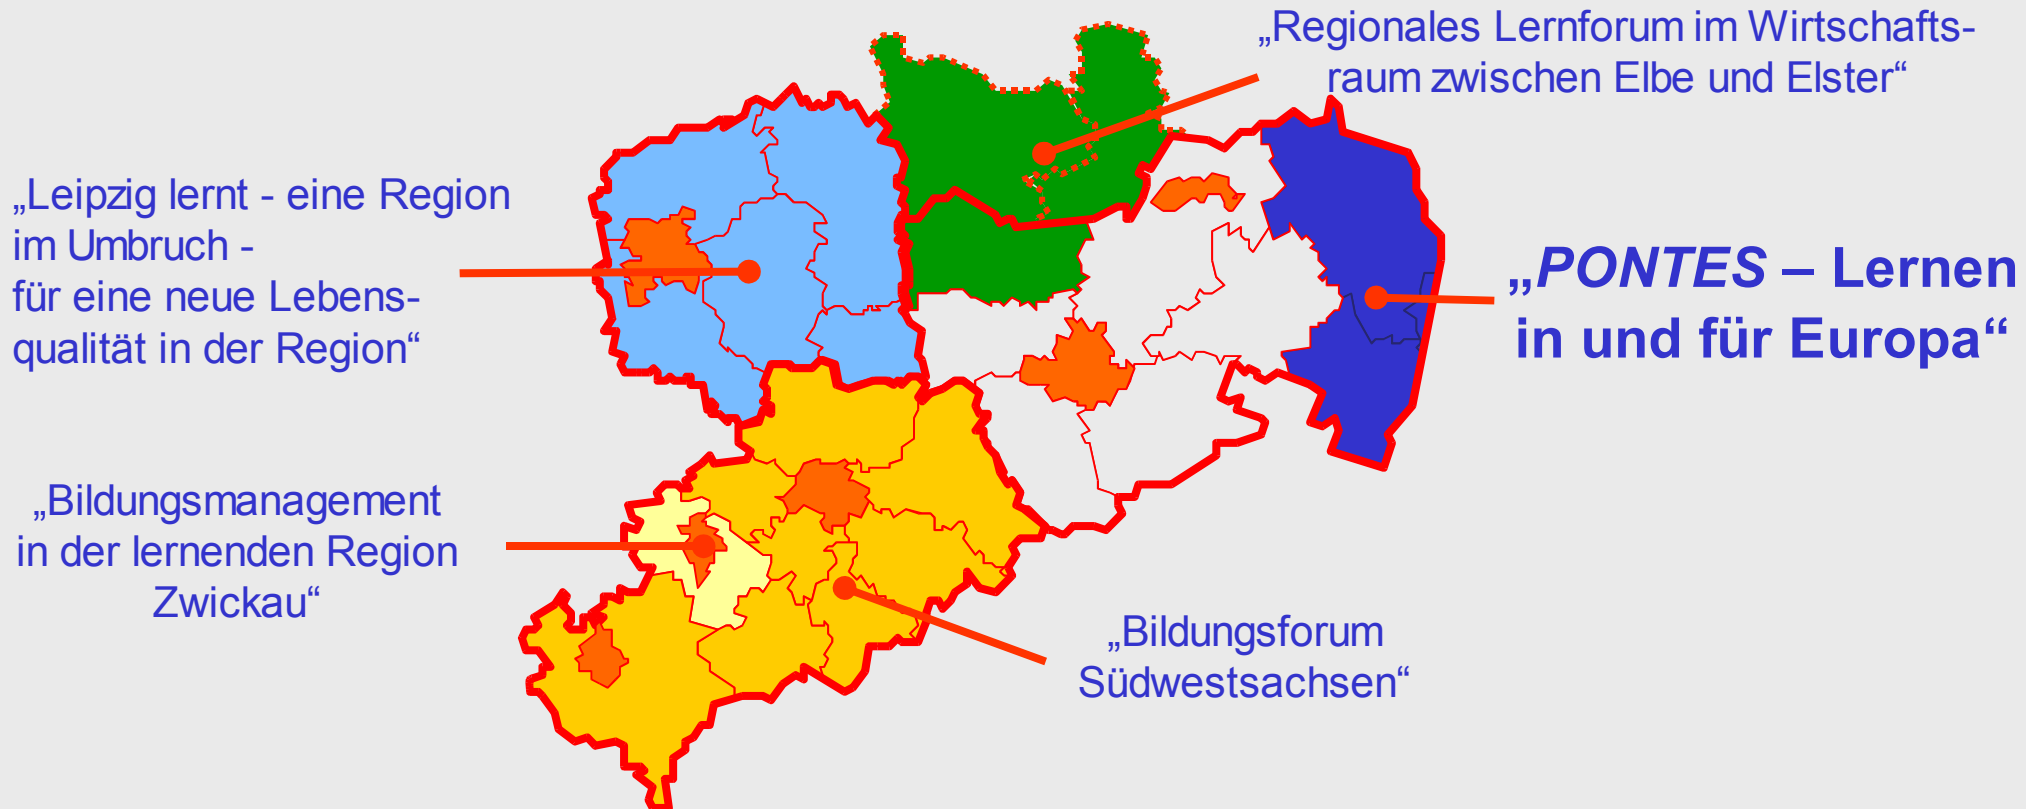 „Regionales Lernforum im Wirtschafts-
raum zwischen Elbe und Elster“
„Leipzig lernt - eine Region
im Umbruch -
für eine neue Lebens-
qualität in der Region“
„PONTES – Lernen
in und für Europa“
„Bildungsmanagement
in der lernenden Region
Zwickau“
„Bildungsforum
Südwestsachsen“